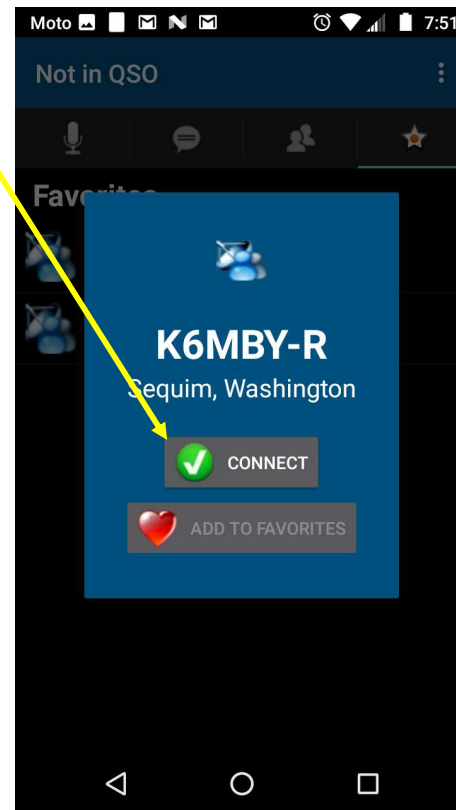 Moto 7:51
Not in QSO
Favorites
K6MBY-R
Sequim, Washington
CONNECT
ADD TO FAVORITES